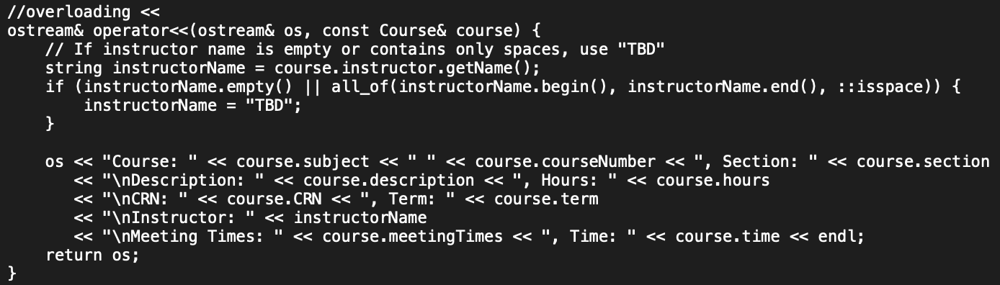 //overloading <<
ostream& operator<<(ostream& os, const Course& course) {
    // If instructor name is empty or contains only spaces, use "TBD"
    string instructorName = course.instructor.getName();
    if (instructorName.empty() || all_of(instructorName.begin(), instructorName.end(), ::isspace)) {
        instructorName = "TBD";
    }

    os << "Course: " << course.subject << " " << course.courseNumber << ", Section: " << course.section
       << "\nDescription: " << course.description << ", Hours: " << course.hours
       << "\nCRN: " << course.CRN << ", Term: " << course.term
       << "\nInstructor: " << instructorName
       << "\nMeeting Times: " << course.meetingTimes << ", Time: " << course.time << endl;
    return os;
}